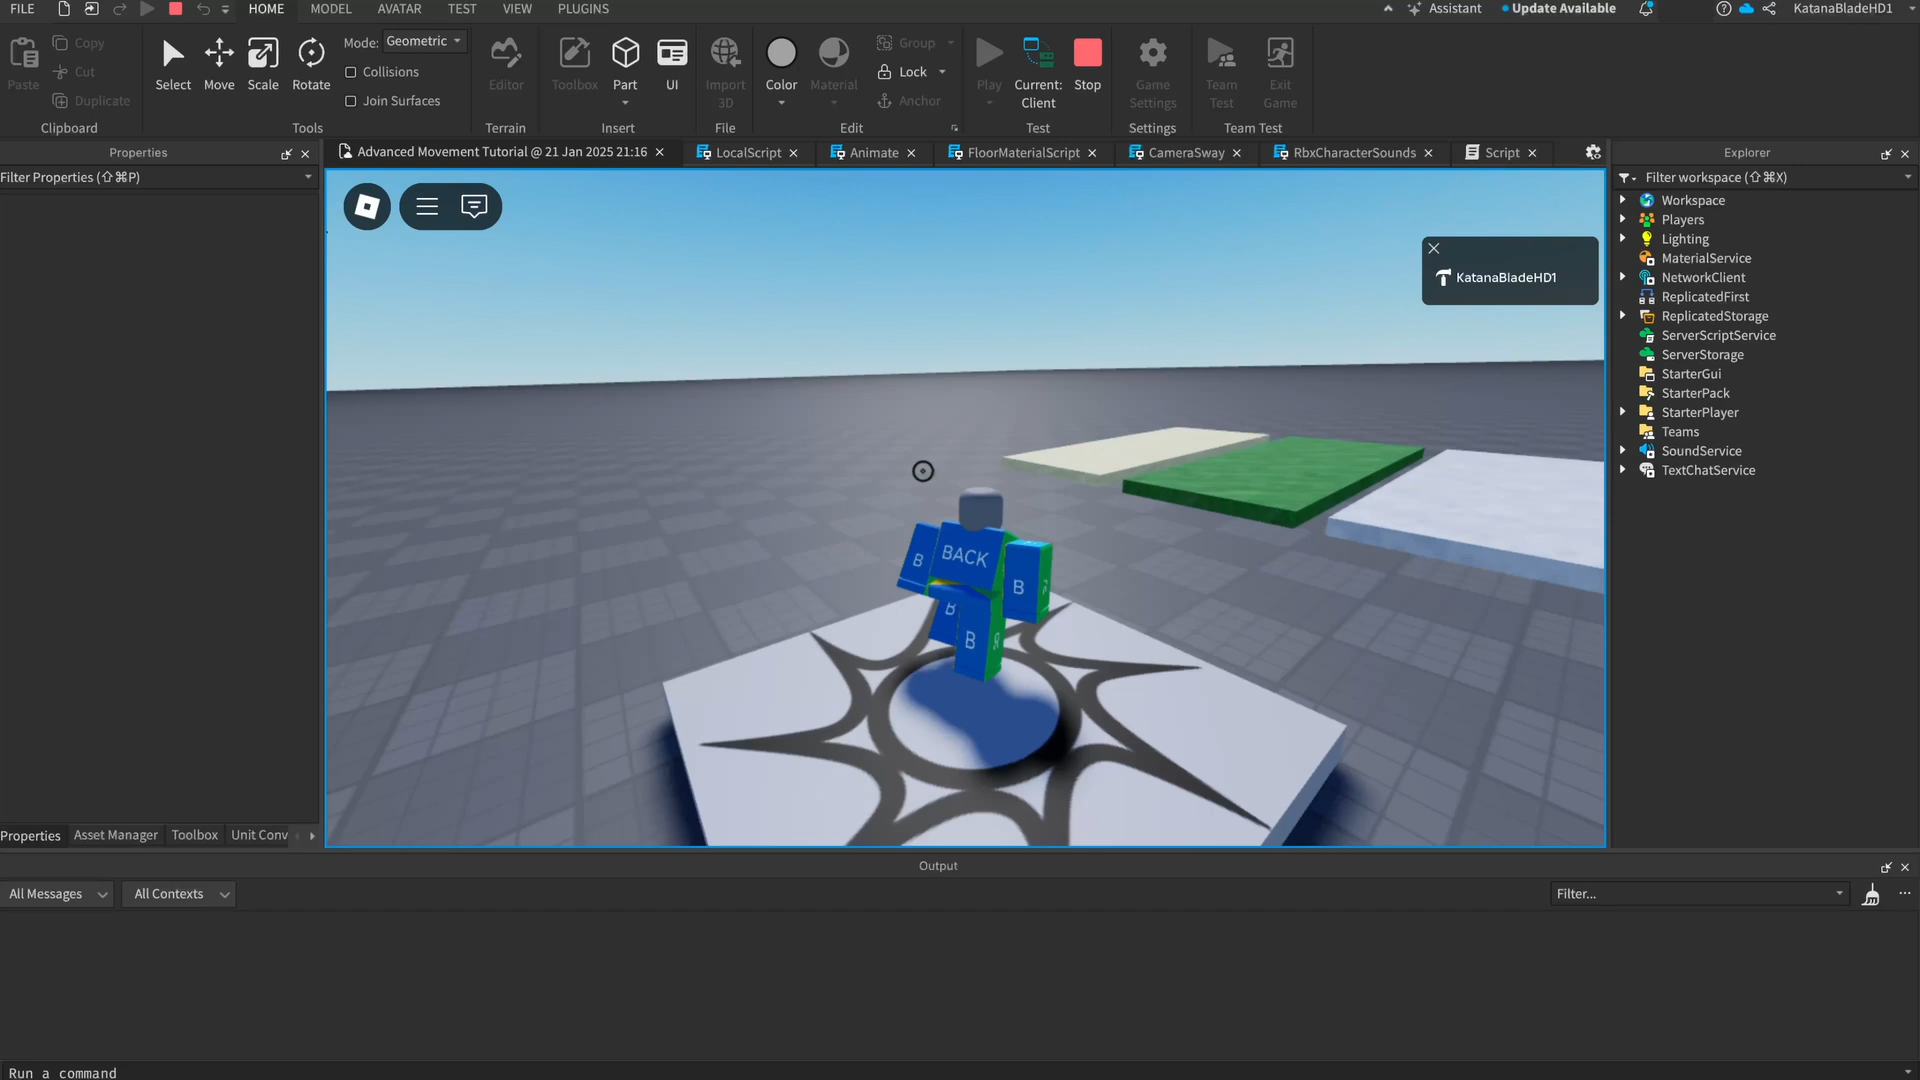 FILE
HOME
MODEL
AVATAR
TEST
VIEW
PLUGINS
Assistant
Update Available
KatanaBladeHD1
Paste
Copy
Cut
Duplicate
Clipboard
Select
Move
Scale
Rotate
Mode: Geometric
Collisions
Join Surfaces
Tools
Editor
Terrain
Toolbox
Part
UI
Insert
Import
3D
File
Color
Material
Group
Lock
Anchor
Edit
Play
Current:
Client
Stop
Test
Game
Settings
Settings
Team
Test
Exit
Game
Team Test
Properties
Filter Properties (⇧⌘P)
Advanced Movement Tutorial @ 21 Jan 2025 21:16
LocalScript
Animate
FloorMaterialScript
CameraSway
RbxCharacterSounds
Script
Explorer
Filter workspace (⇧⌘X)
Workspace
Players
Lighting
MaterialService
NetworkClient
ReplicatedFirst
ReplicatedStorage
ServerScriptService
ServerStorage
StarterGui
StarterPack
StarterPlayer
Teams
SoundService
TextChatService
KatanaBladeHD1
BACK
B
B
B
B
Properties
Asset Manager
Toolbox
Unit Conv
Output
All Messages
All Contexts
Filter...
Run a command